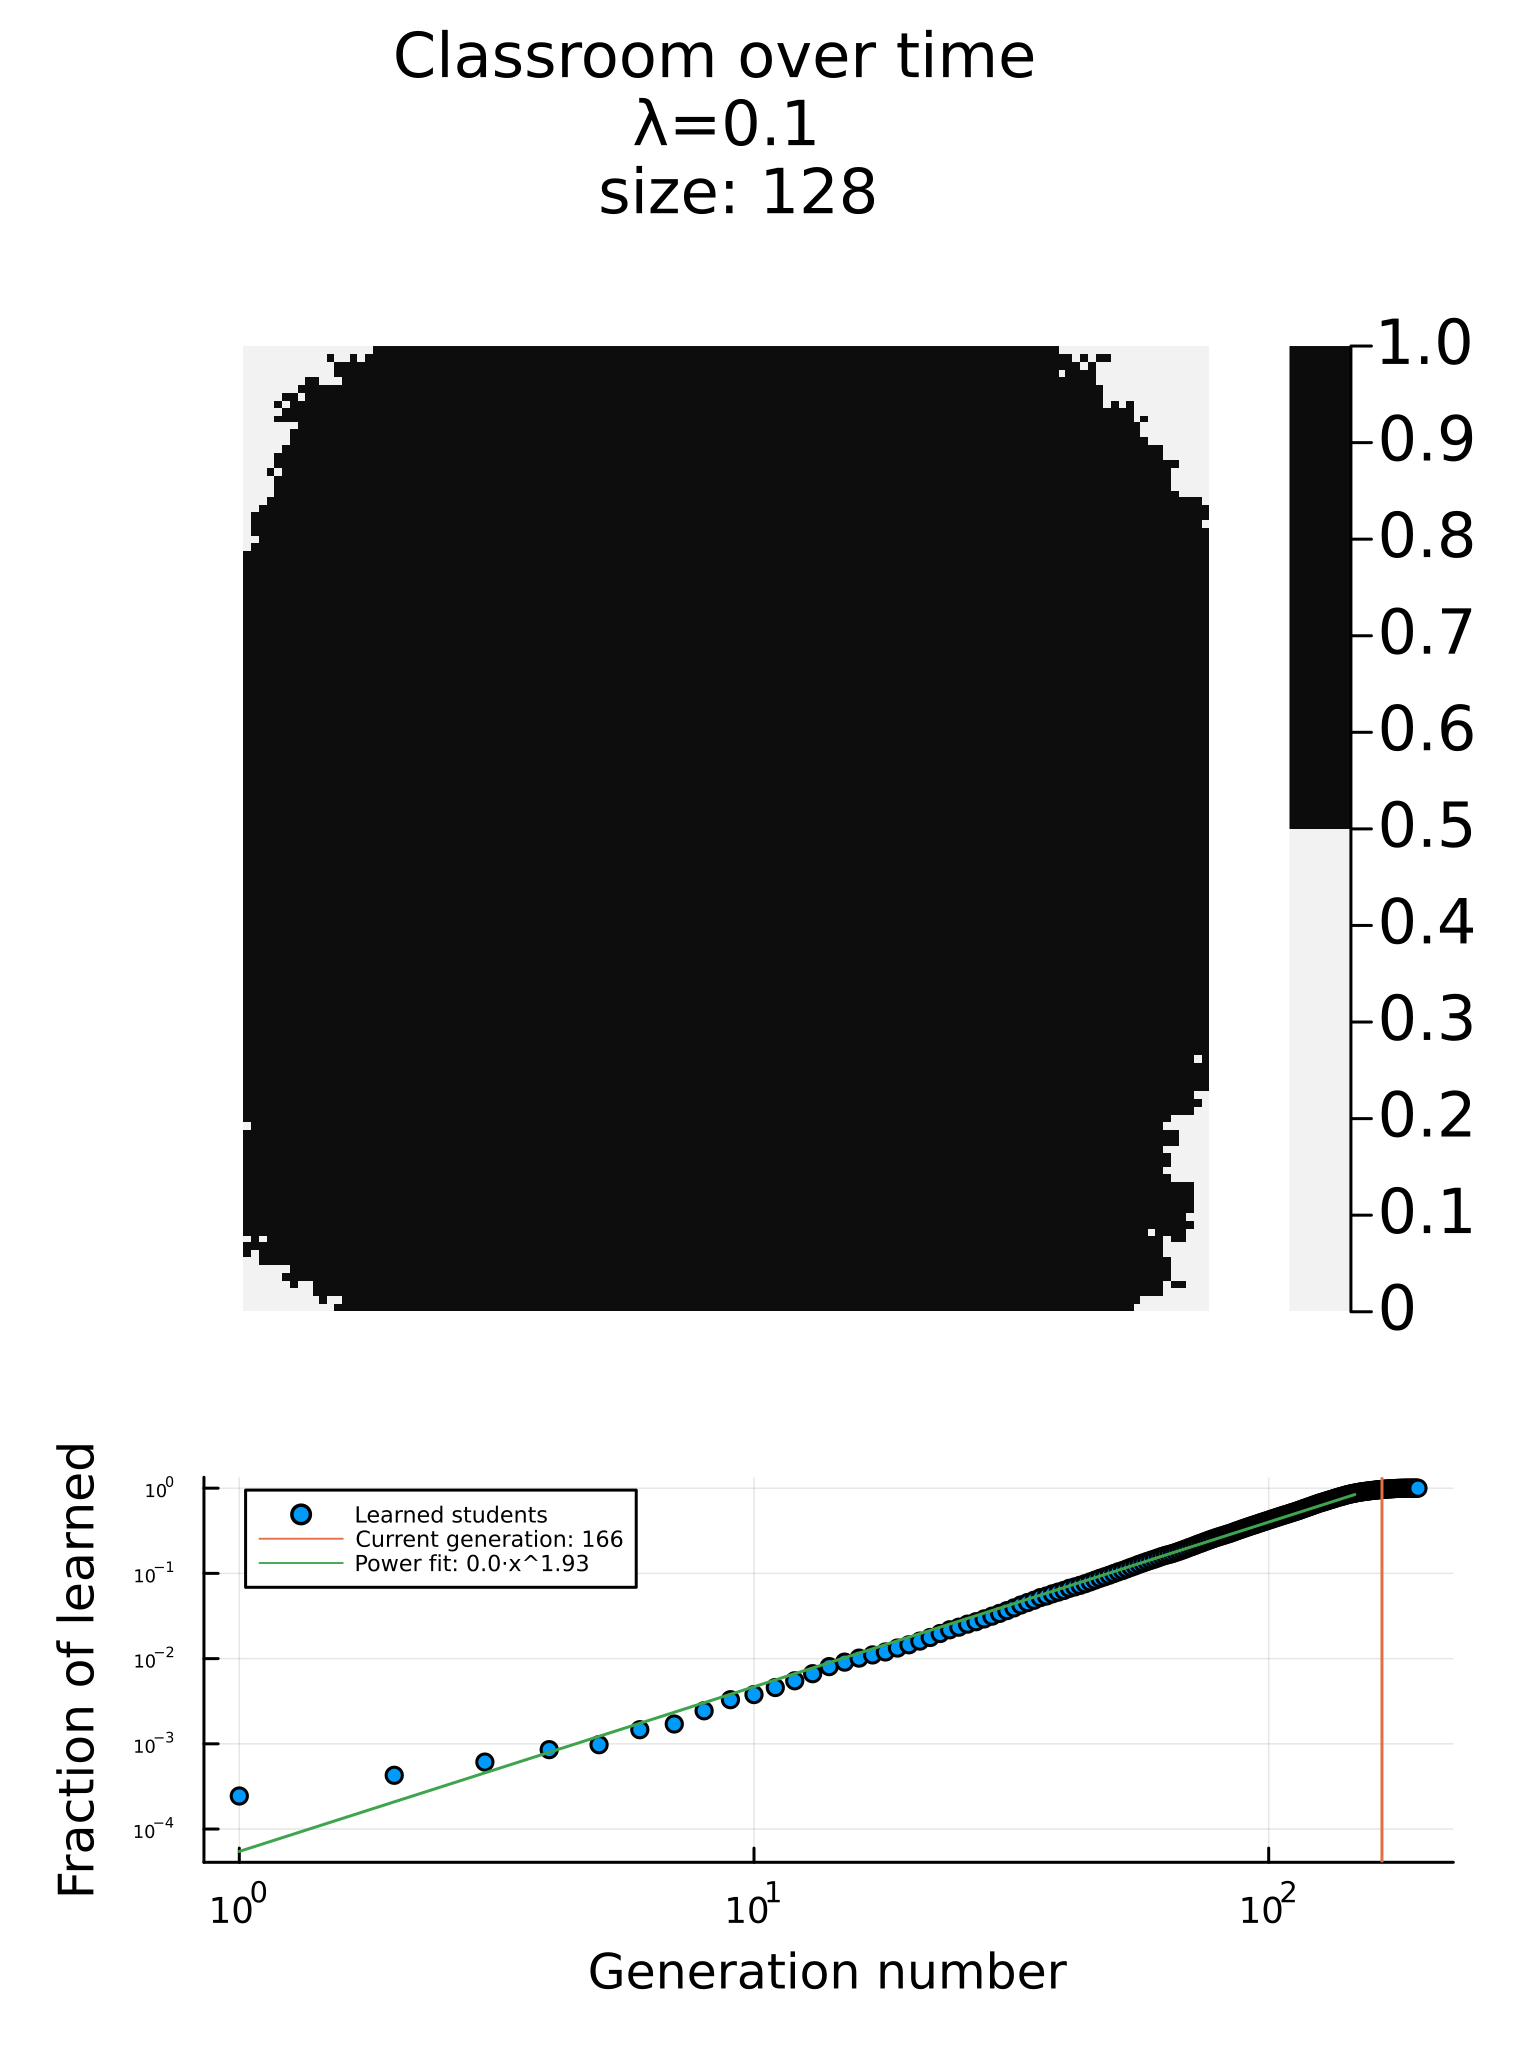 Classroom over time
λ=0.1
size: 128
1.0
0.9
0.8
0.7
0.6
0.5
0.4
0.3
0.2
0.1
0
Fraction of learned
10⁰
10⁻¹
10⁻²
10⁻³
10⁻⁴
Learned students
Current generation: 166
Power fit: 0.0·x^1.93
10⁰ 10¹ 10²
Generation number